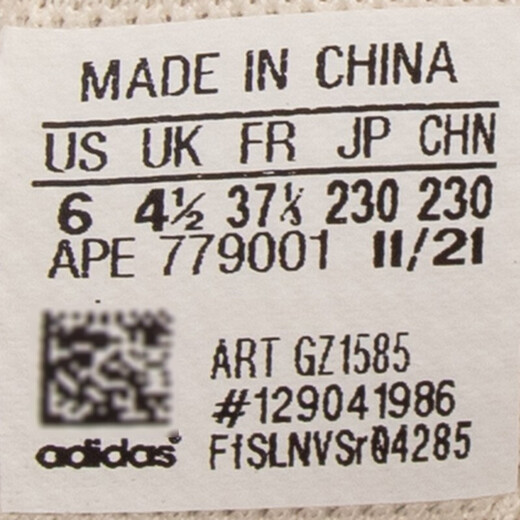 MADE IN CHINA
US UK FR JP CHN
6 4½ 37⅓ 230 230
APE 779001 11/21
ART GZ1585
#129041986
adidas®